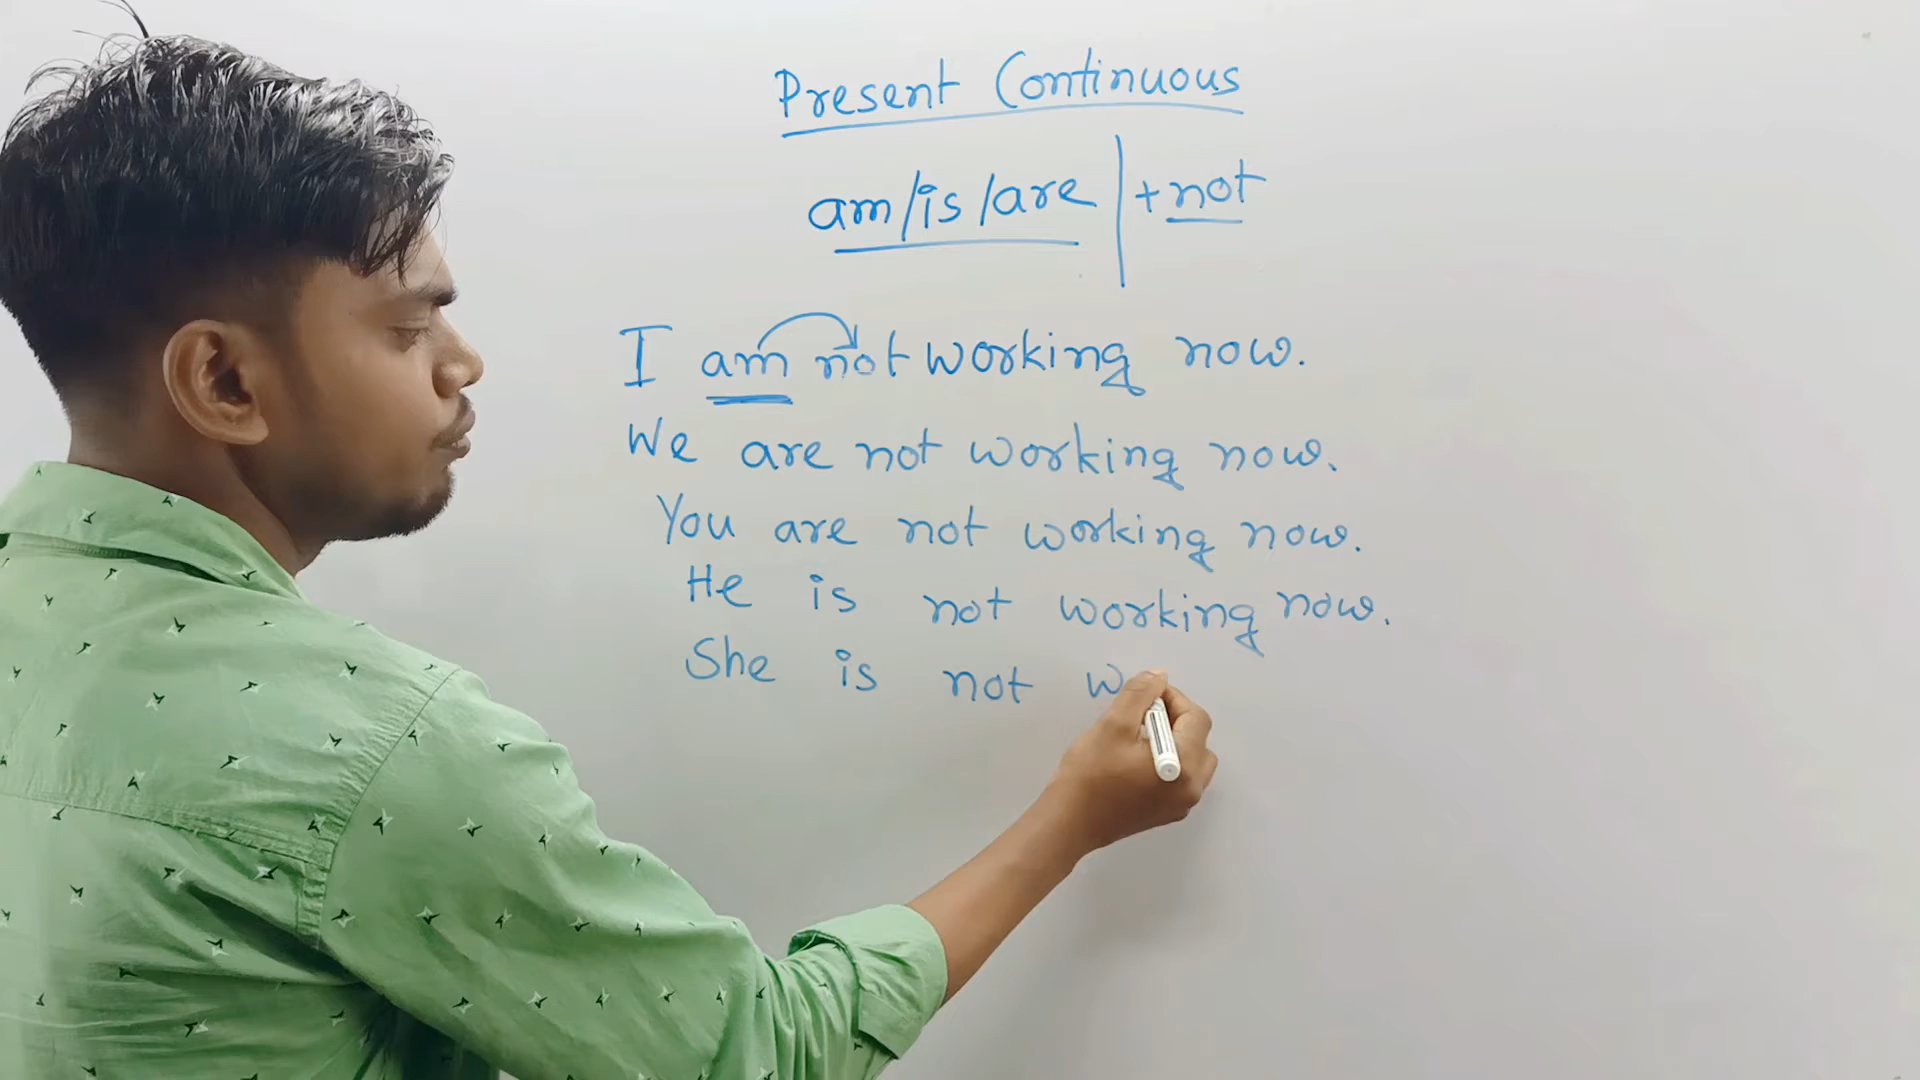 Present Continuous
am/is/are | + not
I am not working now.
We are not working now.
You are not working now.
He is not working now.
She is not w